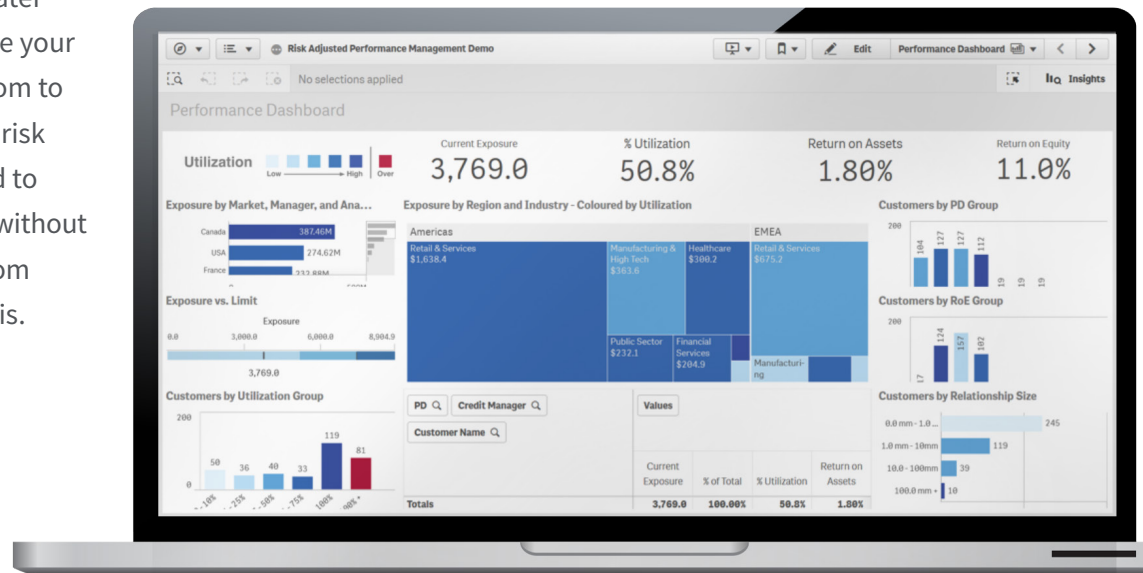 e your
om to
risk
d to
without
om
is.
Risk Adjusted Performance Management Demo
Edit
Performance Dashboard
No selections applied
Insights
Performance Dashboard
Utilization
Low
High
Over
Current Exposure
3,769.0
% Utilization
50.8%
Return on Assets
1.80%
Return on Equity
11.0%
Exposure by Market, Manager, and Ana...
Canada
387.46M
USA
274.62M
France
232.88M
0
Exposure vs. Limit
Exposure
0.0
3,000.0
6,000.0
8,904.9
3,769.0
Customers by Utilization Group
200
0
50
36
40
33
119
81
100%
Exposure by Region and Industry - Coloured by Utilization
Americas
Retail & Services
$1,638.4
Manufacturing &
High Tech
$363.6
Healthcare
$300.2
Public Sector
$232.1
Financial
Services
$204.9
EMEA
Retail & Services
$675.2
Manufacturi-
ng
PD
Credit Manager
Customer Name
Values
Current
Exposure
% of Total
% Utilization
Return on
Assets
Totals
3,769.0
100.00%
50.8%
1.80%
Customers by PD Group
200
104
127
127
112
19
19
19
Customers by RoE Group
200
17
124
157
102
Customers by Relationship Size
0.0 mm - 1.0 ...
245
1.0 mm - 10mm
119
10.0 - 100mm
39
100.0 mm +
10